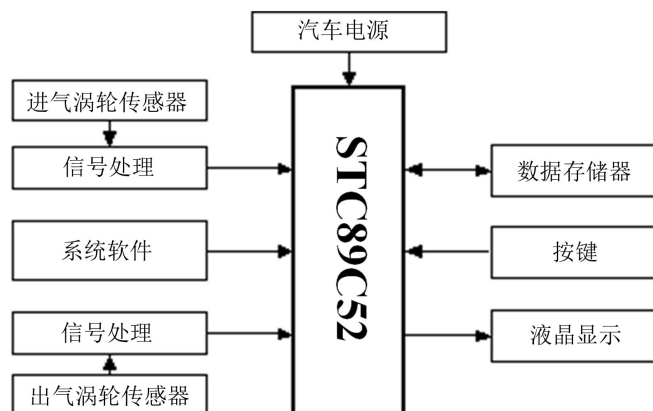 汽车电源
进气涡轮传感器
信号处理
系统软件
信号处理
出气涡轮传感器
STC89C52
数据存储器
按键
液晶显示